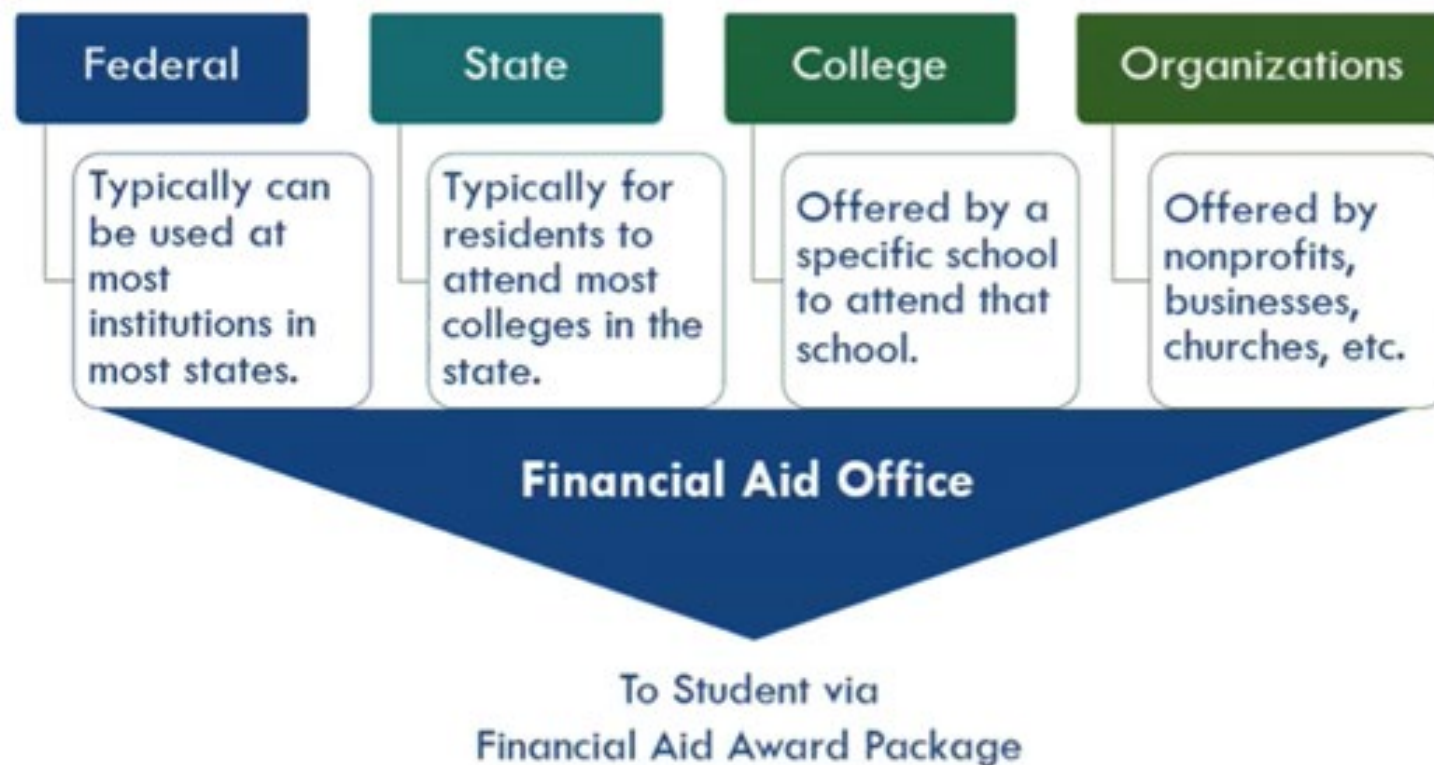 Federal
Typically can
be used at
most
institutions in
most states.
State
Typically for
residents to
attend most
colleges in the
state.
College
Offered by a
specific school
to attend that
school.
Organizations
Offered by
nonprofits,
businesses,
churches, etc.
Financial Aid Office
To Student via
Financial Aid Award Package